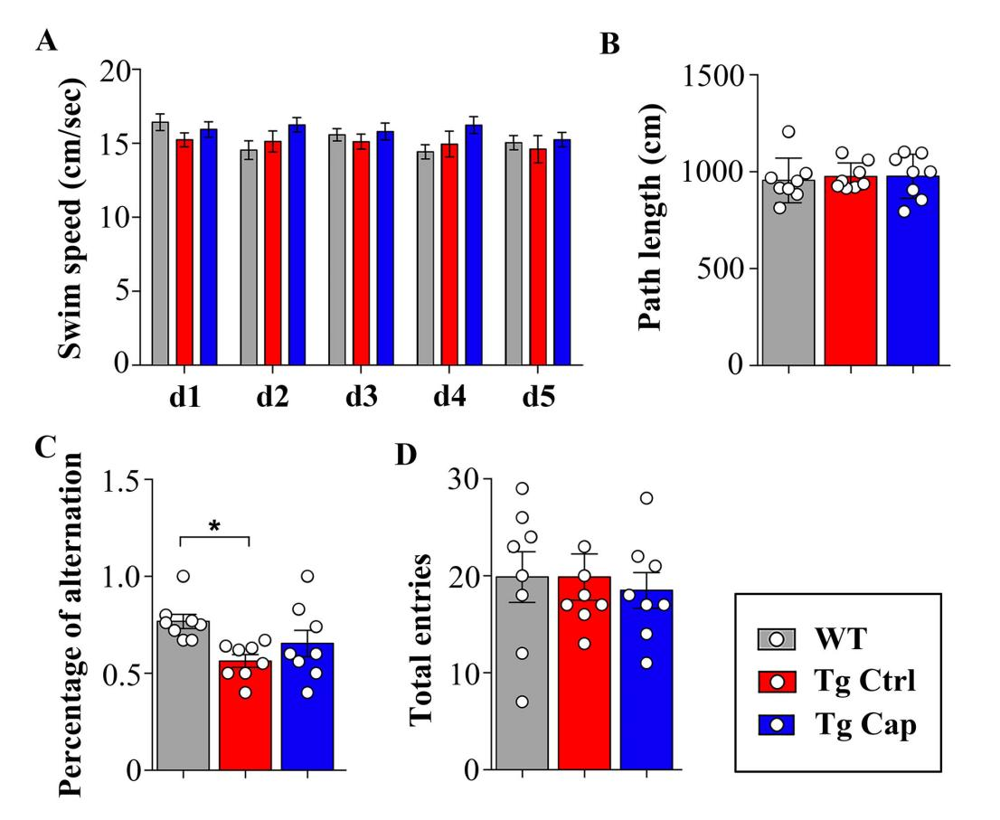 A
Swim speed (cm/sec)
20
15
10
5
0
d1 d2 d3 d4 d5
B
Path length (cm)
1500
1000
500
0
C
Percentage of alternation
1.5
1.0
0.5
0
*
D
Total entries
30
20
10
0
WT
Tg Ctrl
Tg Cap